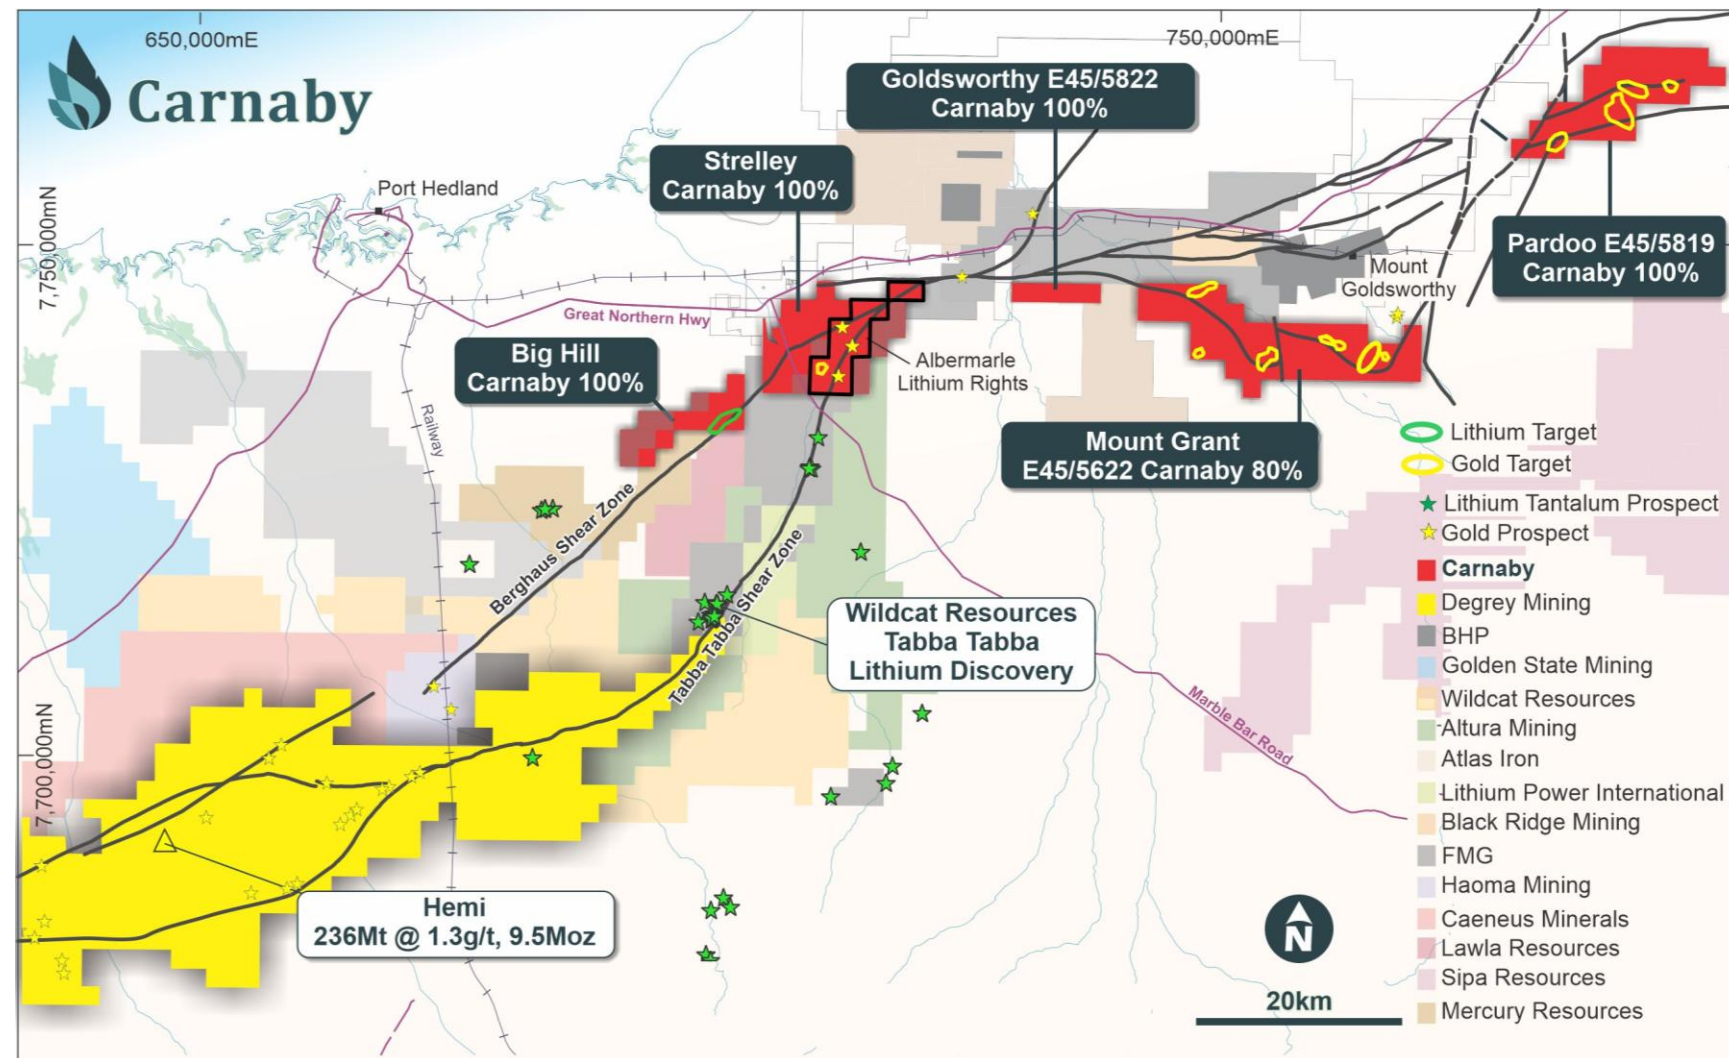 650,000mE
750,000mE
Carnaby
Goldsworthy E45/5822
Carnaby 100%
Strelley
Carnaby 100%
Port Hedland
7,750,000mN
Pardoo E45/5819
Carnaby 100%
Mount
Goldsworthy
Great Northern Hwy
Big Hill
Carnaby 100%
Albermarle
Lithium Rights
Railway
Mount Grant
E45/5622 Carnaby 80%
Berghaus Shear Zone
Tabba Tabba Shear Zone
Wildcat Resources
Tabba Tabba
Lithium Discovery
Marble Bar Road
7,700,000mN
Hemi
236Mt @ 1.3g/t, 9.5Moz
Lithium Target
Gold Target
Lithium Tantalum Prospect
Gold Prospect
Carnaby
Degrey Mining
BHP
Golden State Mining
Wildcat Resources
Altura Mining
Atlas Iron
Lithium Power International
Black Ridge Mining
FMG
Haoma Mining
Caeneus Minerals
Lawla Resources
Sipa Resources
Mercury Resources
N
20km